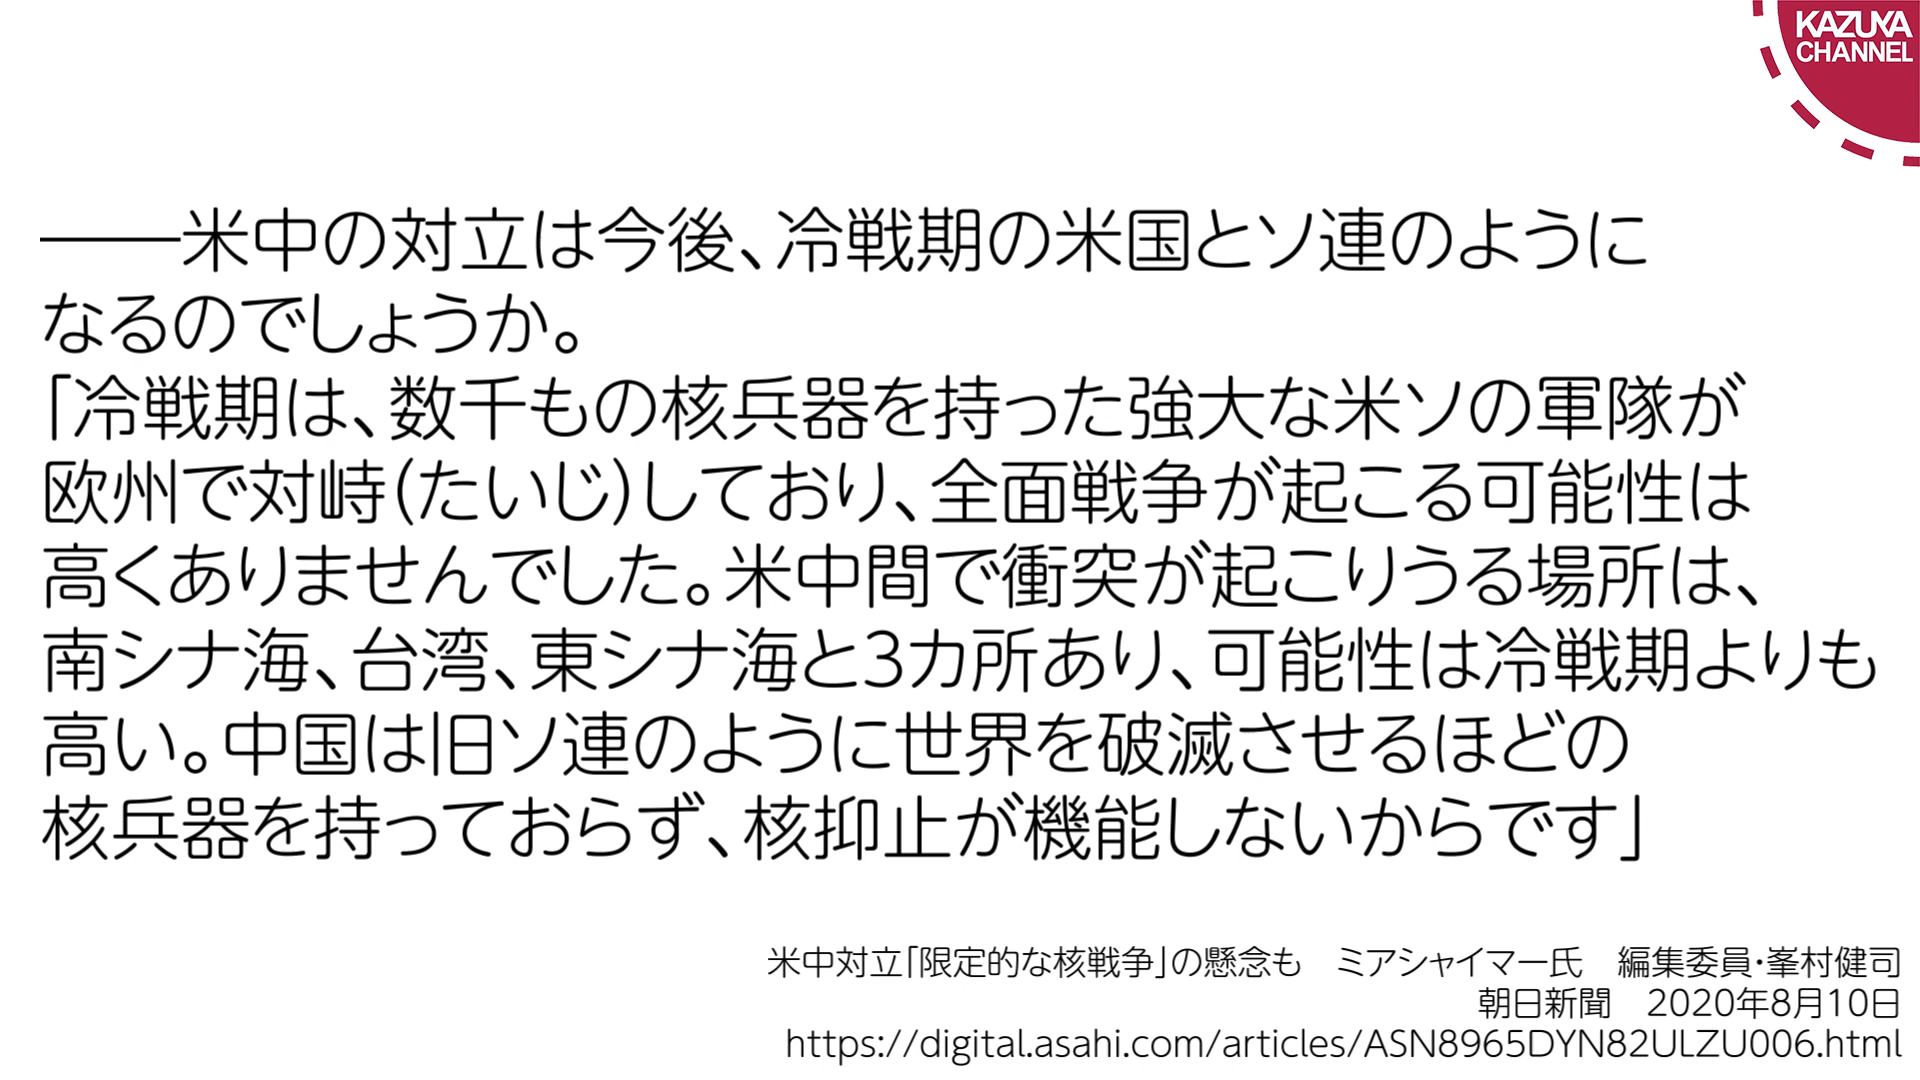 KAZUYA
CHANNEL
――米中の対立は今後、冷戦期の米国とソ連のように
なるのでしょうか。
「冷戦期は、数千もの核兵器を持った強大な米ソの軍隊が
欧州で対峙(たいじ)しており、全面戦争が起こる可能性は
高くありませんでした。米中間で衝突が起こりうる場所は、
南シナ海、台湾、東シナ海と3カ所あり、可能性は冷戦期よりも
高い。中国は旧ソ連のように世界を破滅させるほどの
核兵器を持っておらず、核抑止が機能しないからです」
米中対立「限定的な核戦争」の懸念も　ミアシャイマー氏　編集委員・峯村健司
朝日新聞　2020年8月10日
https://digital.asahi.com/articles/ASN8965DYN82ULZU006.html